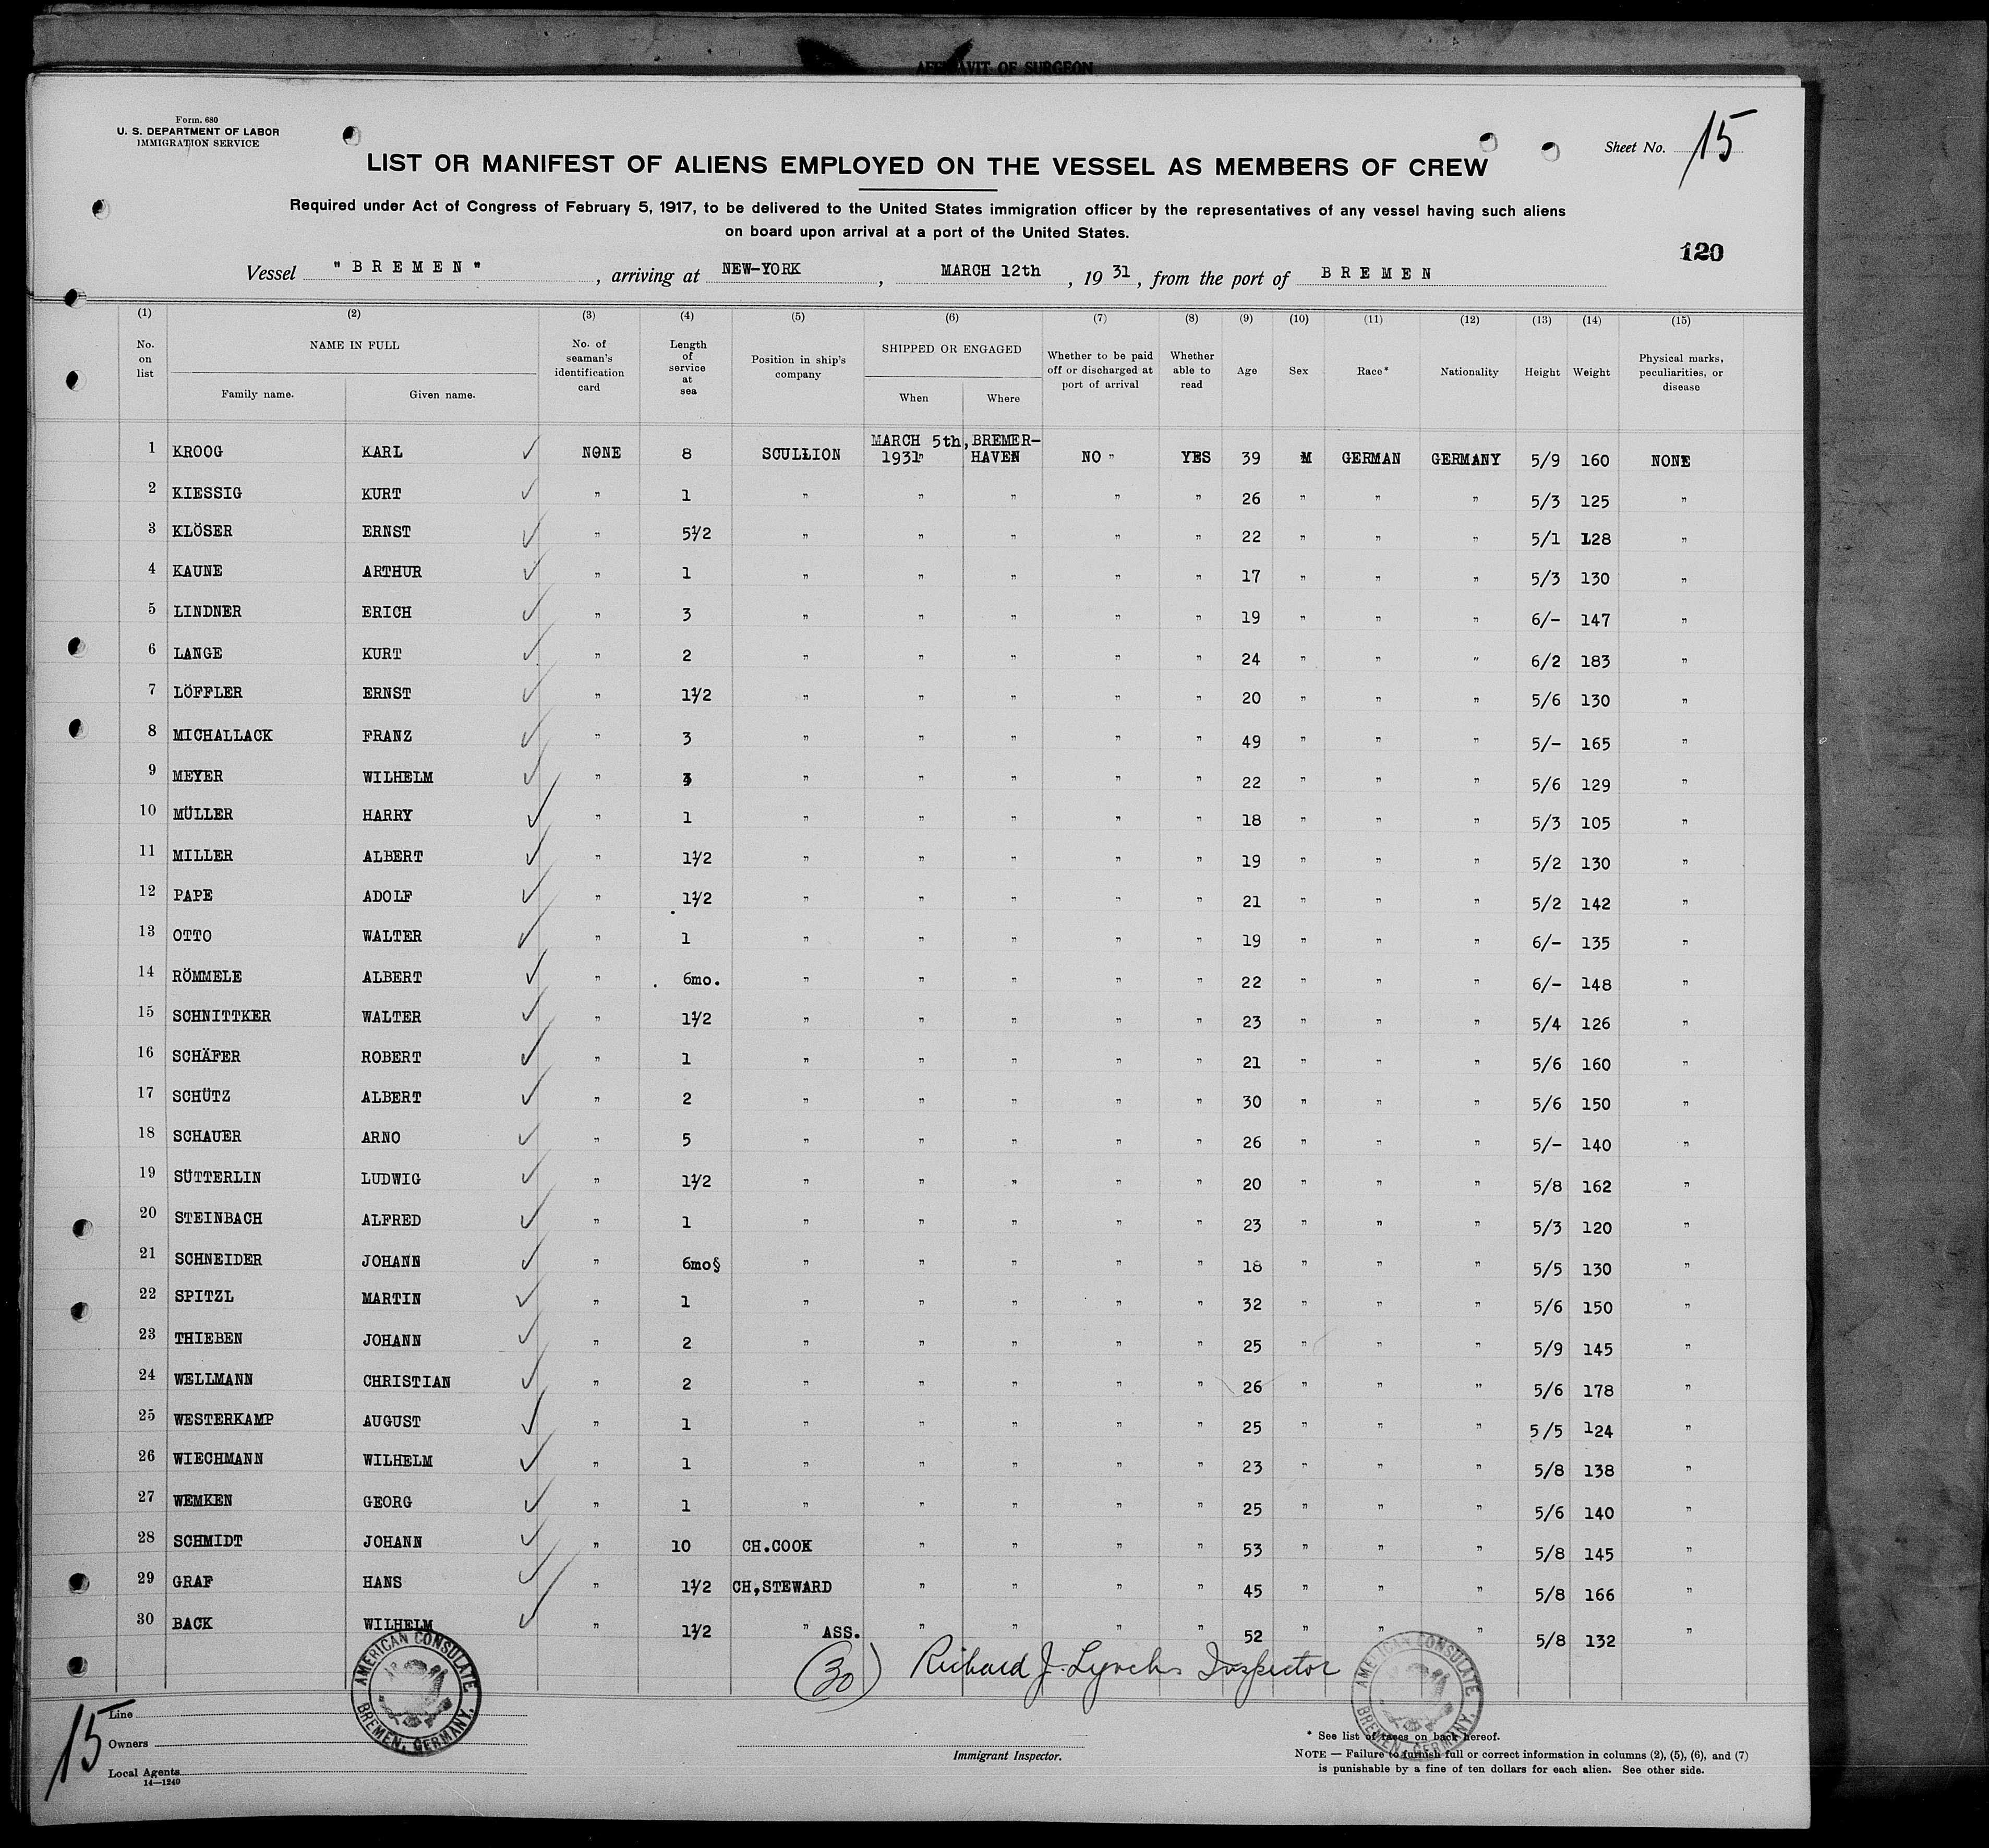 AFFIDAVIT OF SURGEON
Form. 680
U. S. DEPARTMENT OF LABOR
IMMIGRATION SERVICE
Sheet No. 15
LIST OR MANIFEST OF ALIENS EMPLOYED ON THE VESSEL AS MEMBERS OF CREW
Required under Act of Congress of February 5, 1917, to be delivered to the United States immigration officer by the representatives of any vessel having such aliens
on board upon arrival at a port of the United States.
120
Vessel "BREMEN", arriving at NEW-YORK, MARCH 12th, 1931, from the port of BREMEN
(1) (2) (3) (4) (5) (6) (7) (8) (9) (10) (11) (12) (13) (14) (15)
No. on list NAME IN FULL Family name. Given name. No. of seaman's identification card Length of service at sea Position in ship's company SHIPPED OR ENGAGED When Where Whether to be paid off or discharged at port of arrival Whether able to read Age Sex Race* Nationality Height Weight Physical marks, peculiarities, or disease
1 KROOG KARL ✓ NONE 8 SCULLION MARCH 5th, 1931" BREMER-HAVEN NO " YES 39 M GERMAN GERMANY 5/9 160 NONE
2 KIESSIG KURT ✓ " 1 " " " " " 26 " " " 5/3 125 "
3 KLÖSER ERNST ✓ " 5 1/2 " " " " " 22 " " " 5/1 128 "
4 KAUNE ARTHUR ✓ " 1 " " " " " 17 " " " 5/3 130 "
5 LINDNER ERICH ✓ " 3 " " " " " 19 " " " 6/- 147 "
6 LANGE KURT ✓ " 2 " " " " " 24 " " " 6/2 183 "
7 LÖFFLER ERNST ✓ " 1 1/2 " " " " " 20 " " " 5/6 130 "
8 MICHALLACK FRANZ ✓ " 3 " " " " " 49 " " " 5/- 165 "
9 MEYER WILHELM ✓ " 3 " " " " " 22 " " " 5/6 129 "
10 MÜLLER HARRY ✓ " 1 " " " " " 18 " " " 5/3 105 "
11 MILLER ALBERT ✓ " 1 1/2 " " " " " 19 " " " 5/2 130 "
12 PAPE ADOLF ✓ " 1 1/2 " " " " " 21 " " " 5/2 142 "
13 OTTO WALTER ✓ " 1 " " " " " 19 " " " 6/- 135 "
14 RÖMMELE ALBERT ✓ " 6mo. " " " " " 22 " " " 6/- 148 "
15 SCHNITTKER WALTER ✓ " 1 1/2 " " " " " 23 " " " 5/4 126 "
16 SCHÄFER ROBERT ✓ " 1 " " " " " 21 " " " 5/6 160 "
17 SCHÜTZ ALBERT ✓ " 2 " " " " " 30 " " " 5/6 150 "
18 SCHAUER ARNO ✓ " 5 " " " " " 26 " " " 5/- 140 "
19 SÜTTERLIN LUDWIG ✓ " 1 1/2 " " " " " 20 " " " 5/8 162 "
20 STEINBACH ALFRED ✓ " 1 " " " " " 23 " " " 5/3 120 "
21 SCHNEIDER JOHANN ✓ " 6mo§ " " " " " 18 " " " 5/5 130 "
22 SPITZL MARTIN ✓ " 1 " " " " " 32 " " " 5/6 150 "
23 THIEBEN JOHANN ✓ " 2 " " " " " 25 " " " 5/9 145 "
24 WELLMANN CHRISTIAN ✓ " 2 " " " " " 26 " " " 5/6 178 "
25 WESTERKAMP AUGUST ✓ " 1 " " " " " 25 " " " 5/5 124 "
26 WIECHMANN WILHELM ✓ " 1 " " " " " 23 " " " 5/8 138 "
27 WEMKEN GEORG ✓ " 1 " " " " " 25 " " " 5/6 140 "
28 SCHMIDT JOHANN ✓ " 10 CH.COOK " " " " 53 " " " 5/8 145 "
29 GRAF HANS ✓ " 1 1/2 CH,STEWARD " " " " 45 " " " 5/8 166 "
30 BACK WILHELM ✓ " 1 1/2 " ASS. " " " " 52 " " " 5/8 132 "
(30) Richard J. Lynch Inspector
AMERICAN CONSULATE BREMEN, GERMANY.
AMERICAN CONSULATE BREMEN, GERMANY.
15
Line
Owners
Local Agents
14—1240
Immigrant Inspector.
* See list of races on back hereof.
NOTE — Failure to furnish full or correct information in columns (2), (5), (6), and (7)
is punishable by a fine of ten dollars for each alien. See other side.